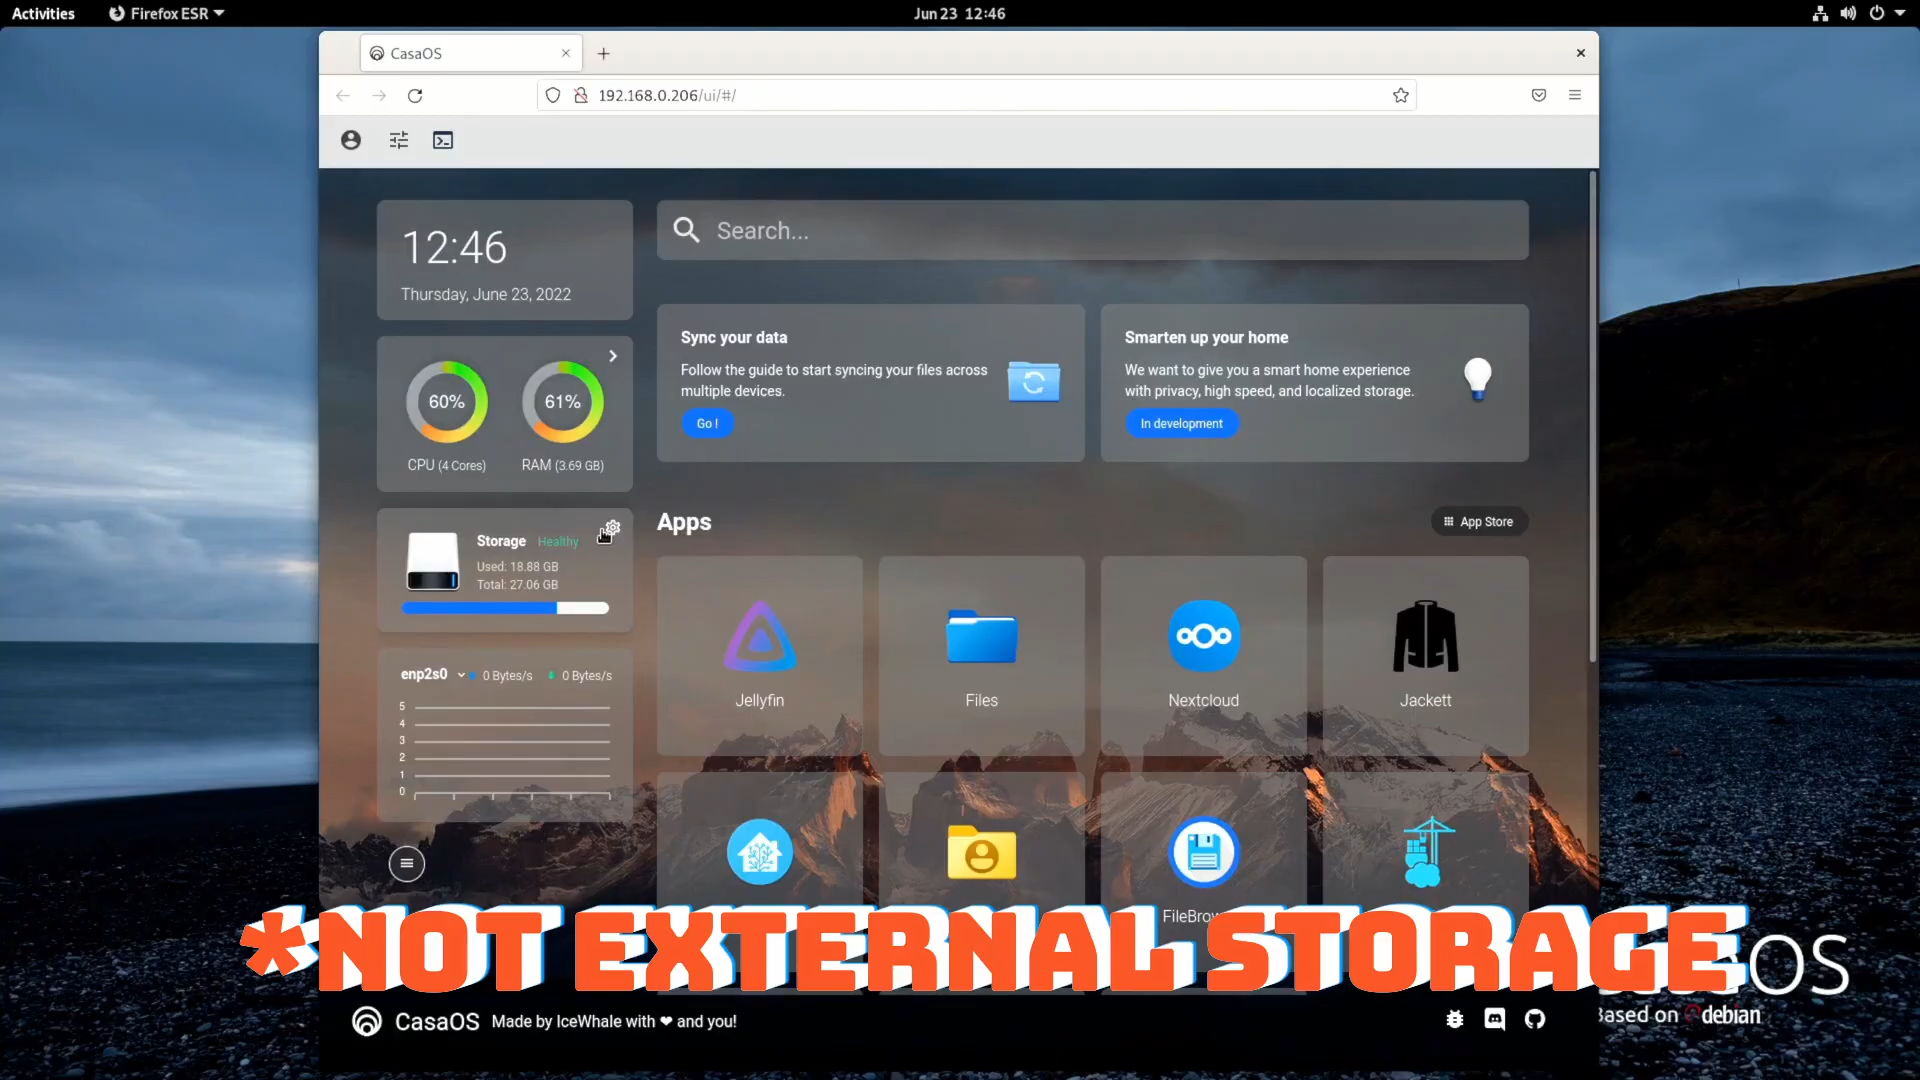 Activities
Firefox ESR
Jun 23 12:46
CasaOS
192.168.0.206/ui/#/
12:46
Thursday, June 23, 2022
Search...
60%
61%
CPU (4 Cores)
RAM (3.69 GB)
Sync your data
Follow the guide to start syncing your files across
multiple devices.
Go !
Smarten up your home
We want to give you a smart home experience
with privacy, high speed, and localized storage.
In development
Storage Healthy
Used: 18.88 GB
Total: 27.06 GB
Apps
App Store
Jellyfin
Files
Nextcloud
Jackett
enp2s0
0 Bytes/s
0 Bytes/s
5
4
3
2
1
0
*NOT EXTERNAL STORAGE
OS
Based on debian
CasaOS Made by IceWhale with ❤ and you!